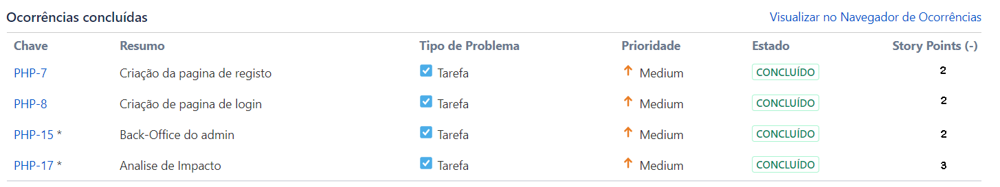 Ocorrências concluídas Visualizar no Navegador de Ocorrências
Chave Resumo Tipo de Problema Prioridade Estado Story Points (-)
PHP-7 Criação da pagina de registo Tarefa Medium CONCLUÍDO 2
PHP-8 Criação de pagina de login Tarefa Medium CONCLUÍDO 2
PHP-15 * Back-Office do admin Tarefa Medium CONCLUÍDO 2
PHP-17 * Analise de Impacto Tarefa Medium CONCLUÍDO 3